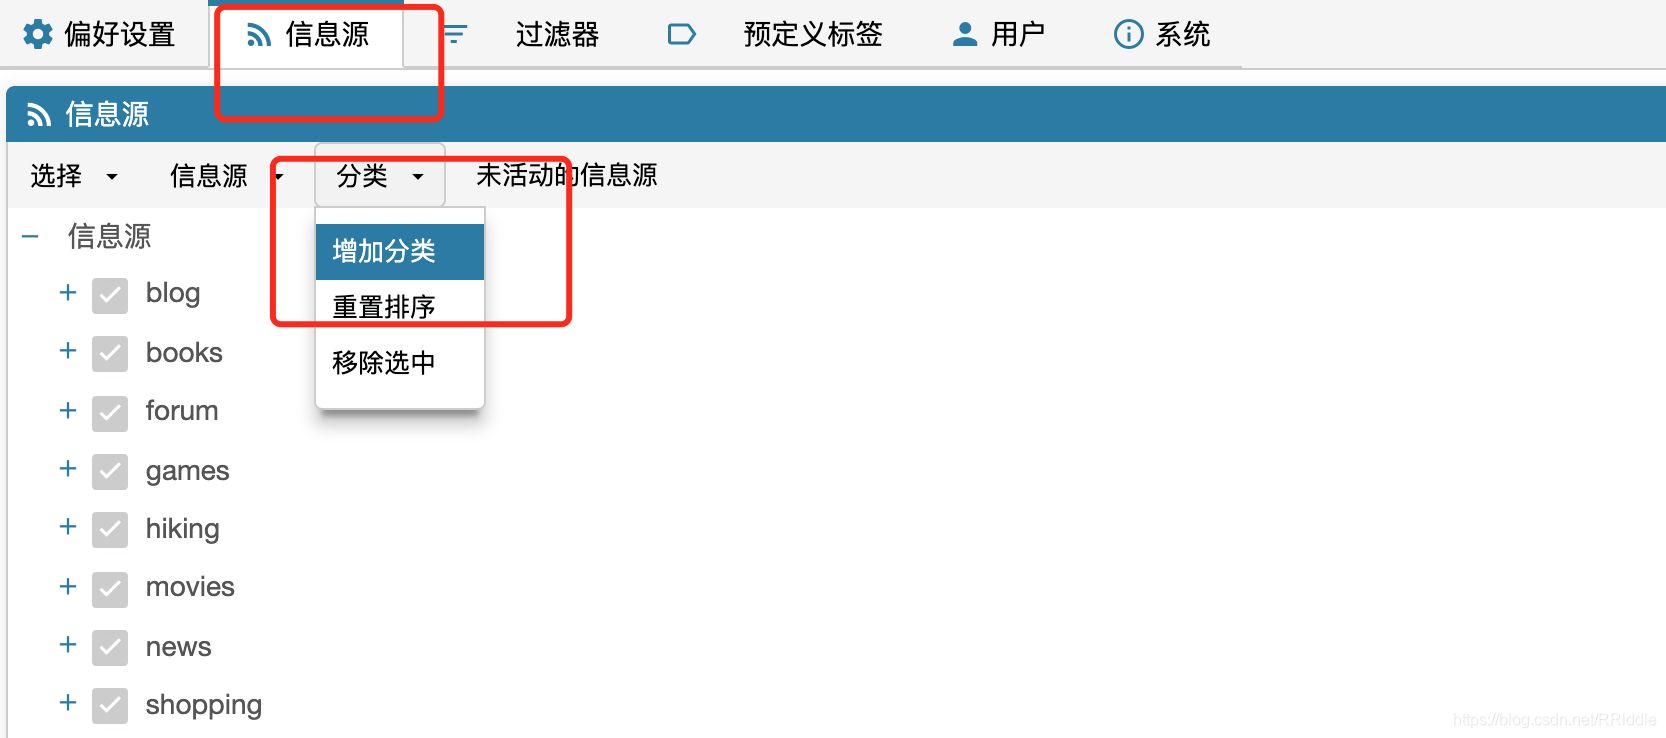 偏好设置 信息源 过滤器 预定义标签 用户 系统
信息源
选择 信息源 分类 未活动的信息源
信息源
增加分类
重置排序
移除选中
blog
books
forum
games
hiking
movies
news
shopping
https://blog.csdn.net/RRiddle